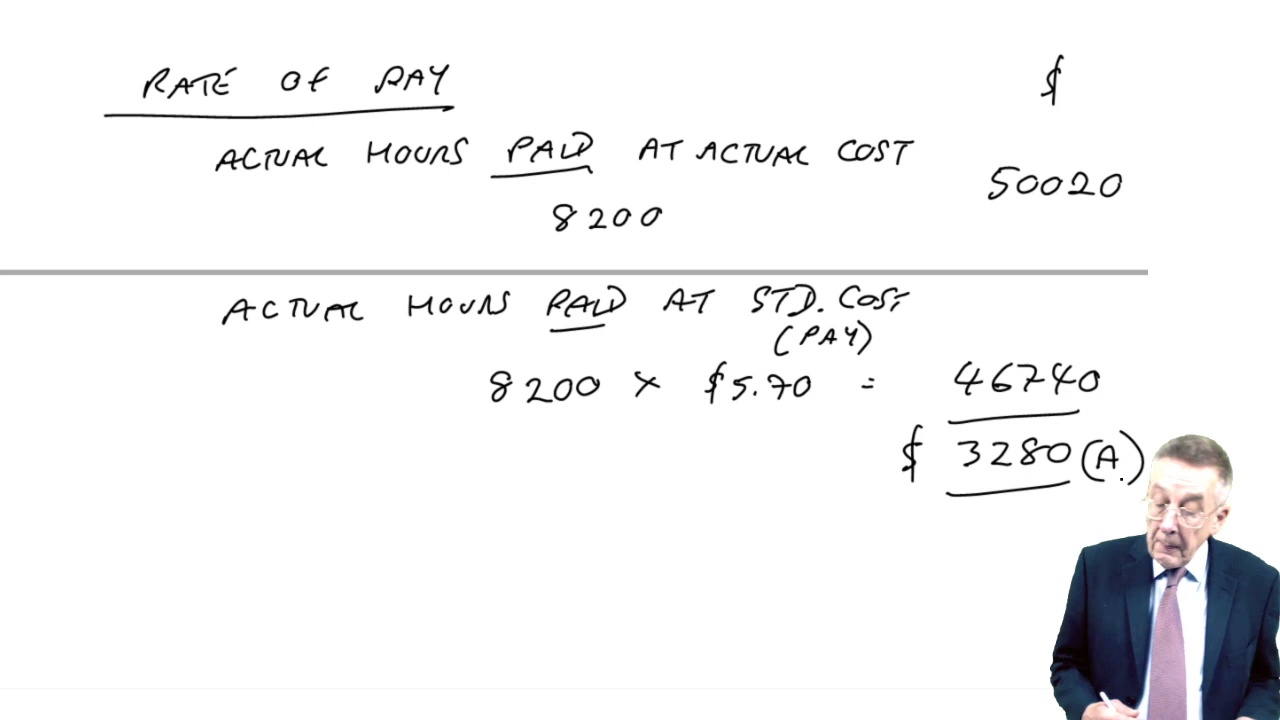 RATE OF PAY $
ACTUAL HOURS PAID AT ACTUAL COST
50020
8200
ACTUAL HOURS PAID AT STD. COST
(PAY)
8200 × $5.70 = 46740
$ 3280 (A)